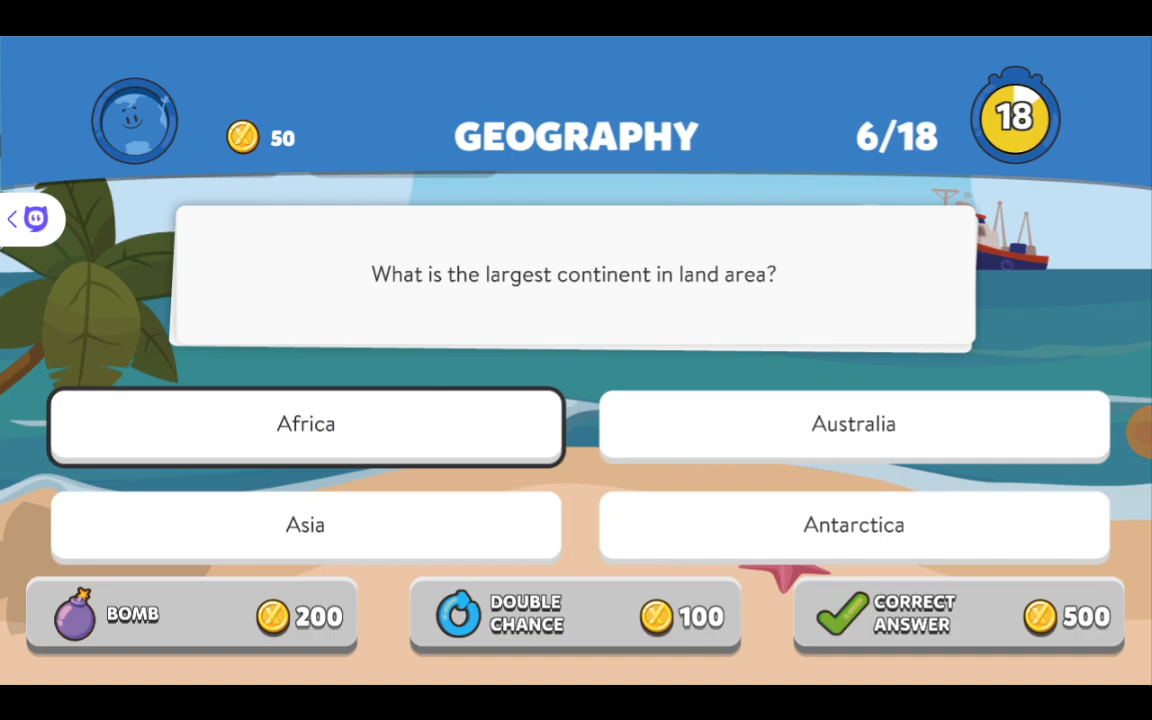 50
GEOGRAPHY
6/18
18
What is the largest continent in land area?
Africa
Australia
Asia
Antarctica
BOMB
200
DOUBLE
CHANCE
100
CORRECT
ANSWER
500